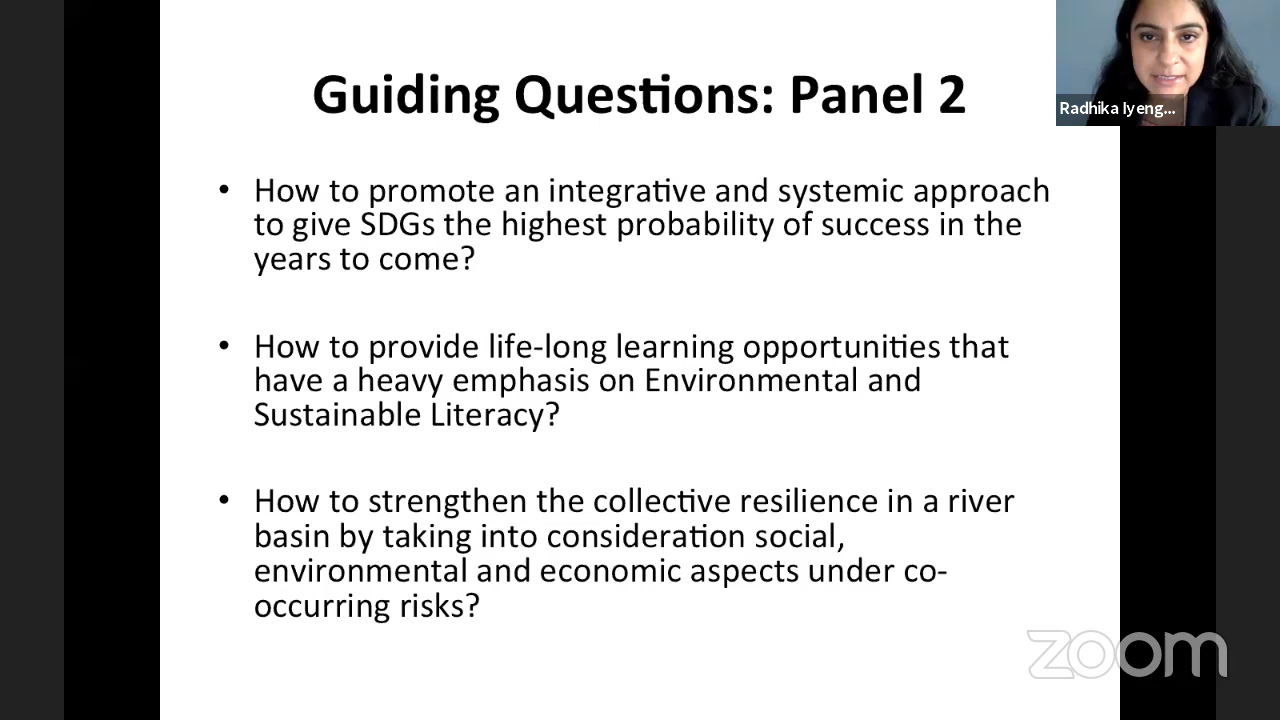 Guiding Questions: Panel 2
Radhika Iyeng...
• How to promote an integrative and systemic approach
to give SDGs the highest probability of success in the
years to come?
• How to provide life-long learning opportunities that
have a heavy emphasis on Environmental and
Sustainable Literacy?
• How to strengthen the collective resilience in a river
basin by taking into consideration social,
environmental and economic aspects under co-
occurring risks?
zoom